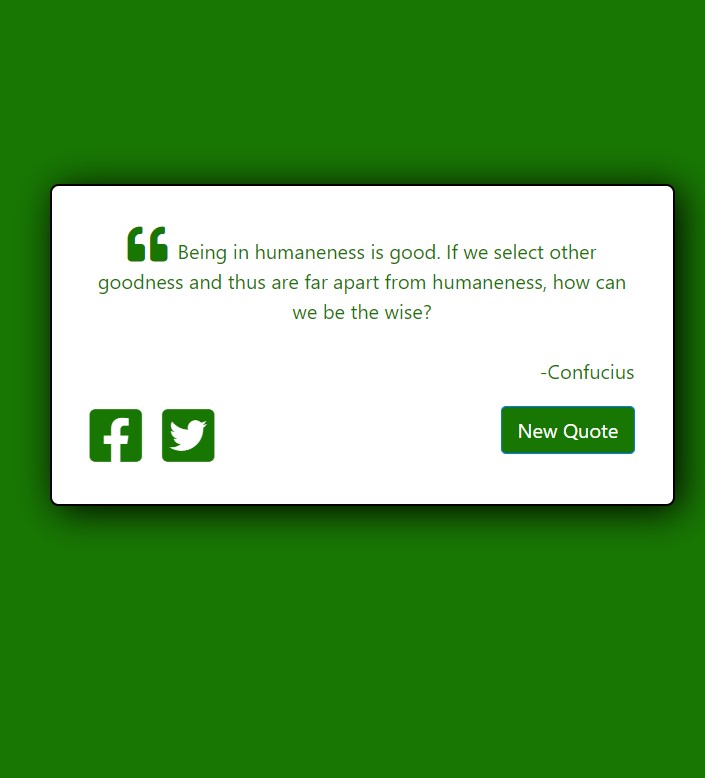 ❝ Being in humaneness is good. If we select other
goodness and thus are far apart from humaneness, how can
we be the wise?
-Confucius
New Quote